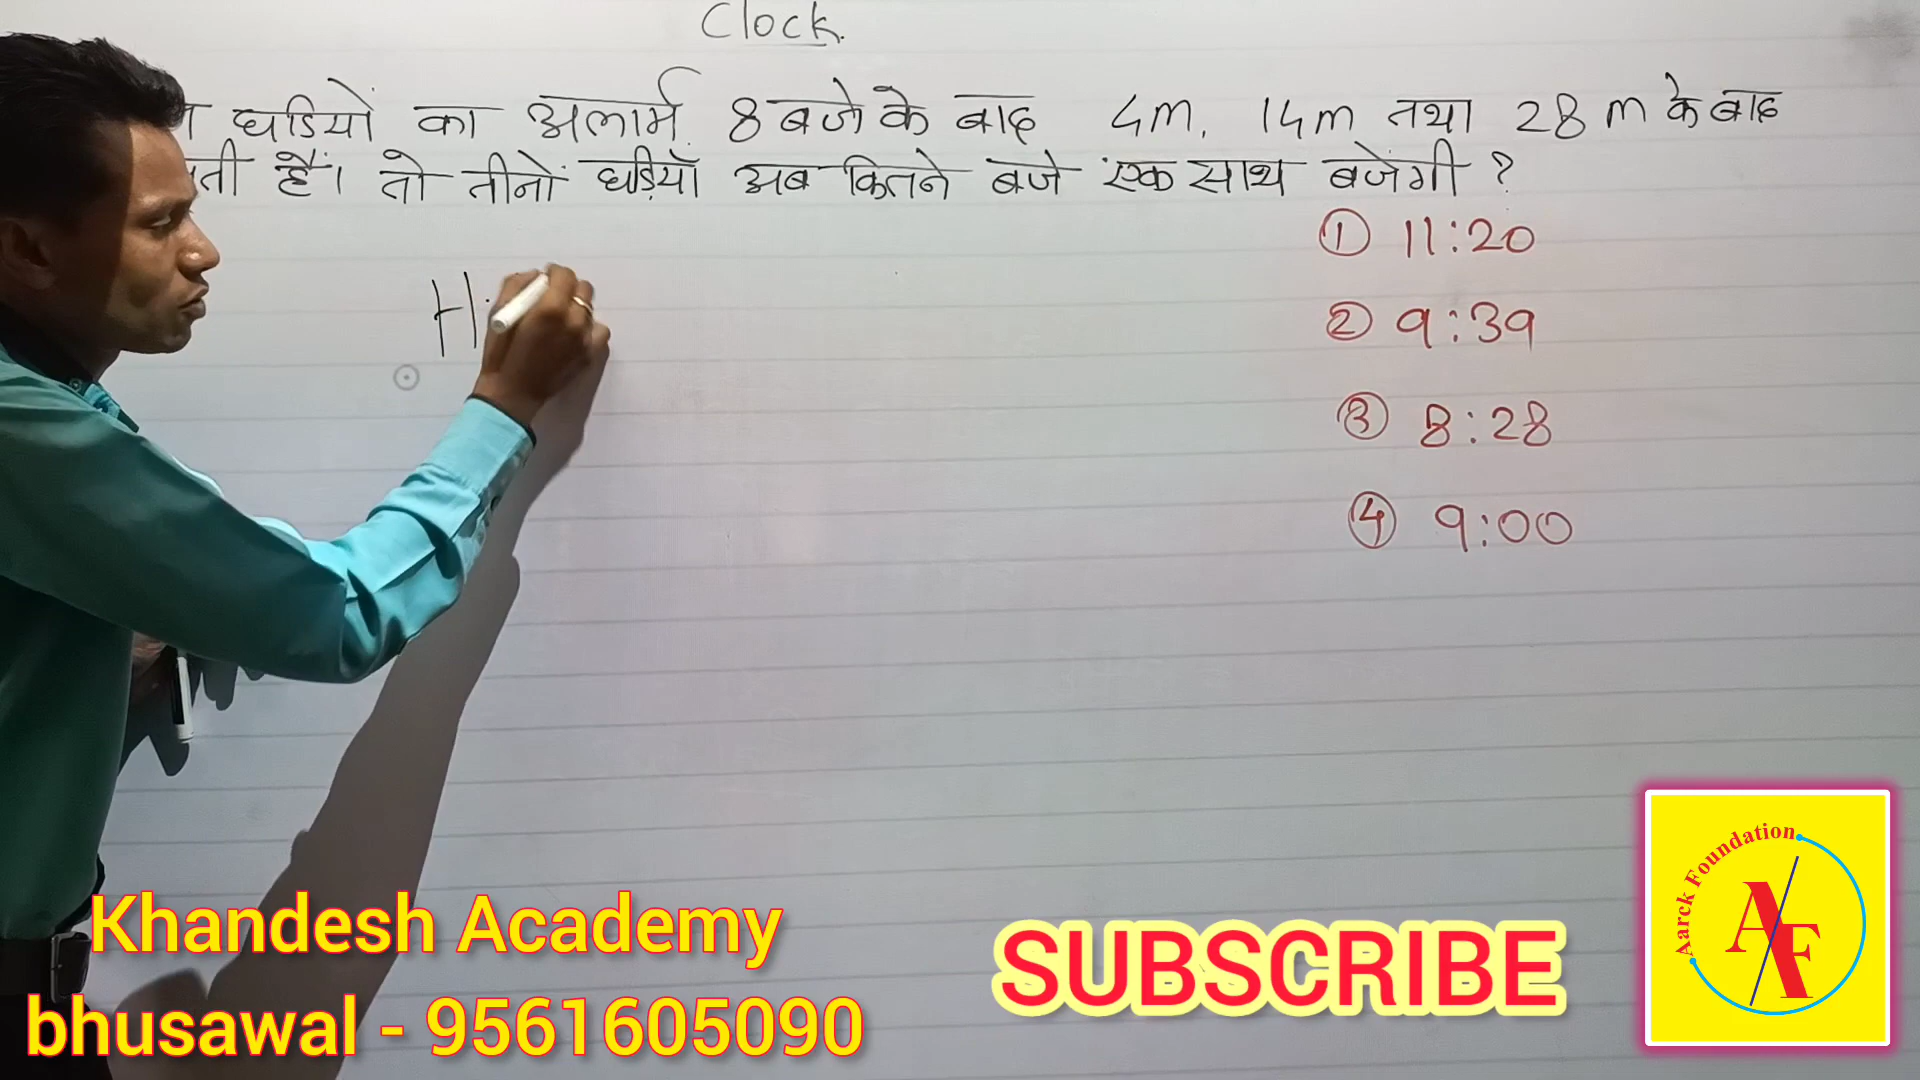 Clock.
घडियों का अलार्म 8 बजे के बाद 4m, 14m तथा 28 m के बाद
हैं। तो तीनों घड़ियाँ अब कितने बजे एक साथ बजेंगी ?
① 11:20
② 9:39
③ 8:28
④ 9:00
Hi
Khandesh Academy
bhusawal - 9561605090
SUBSCRIBE
Aarck Foundation
AF